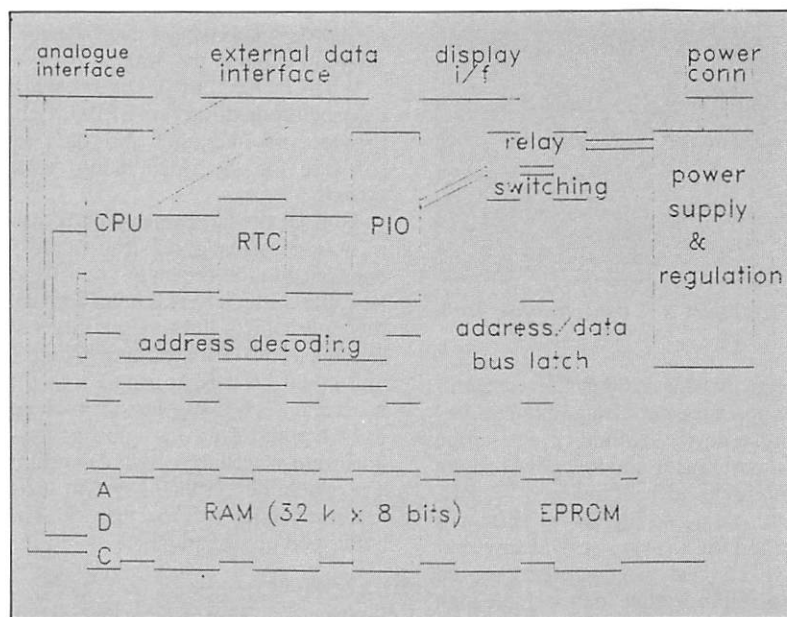 analogue
interface
external data
interface
display
i/f
power
conn
relay
switching
CPU
RTC
PIO
power
supply
&
regulation
address decoding
adaress/data
bus latch
A
D
C
RAM (32 k x 8 bits)
EPROM